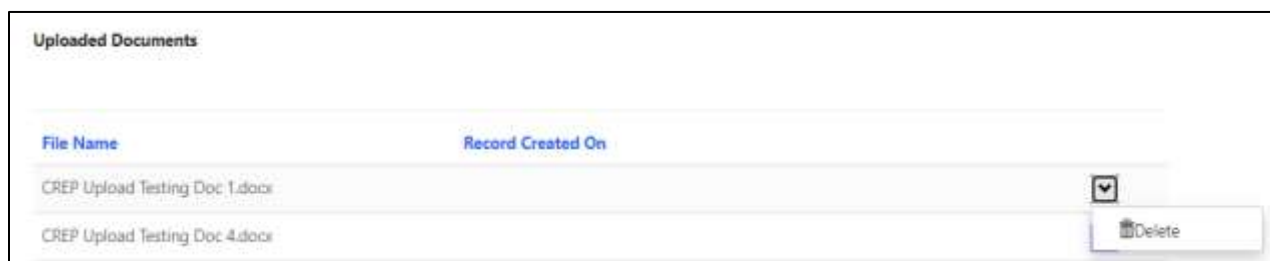 Uploaded Documents
File Name Record Created On
CREP Upload Testing Doc 1.docx
CREP Upload Testing Doc 4.docx
Delete